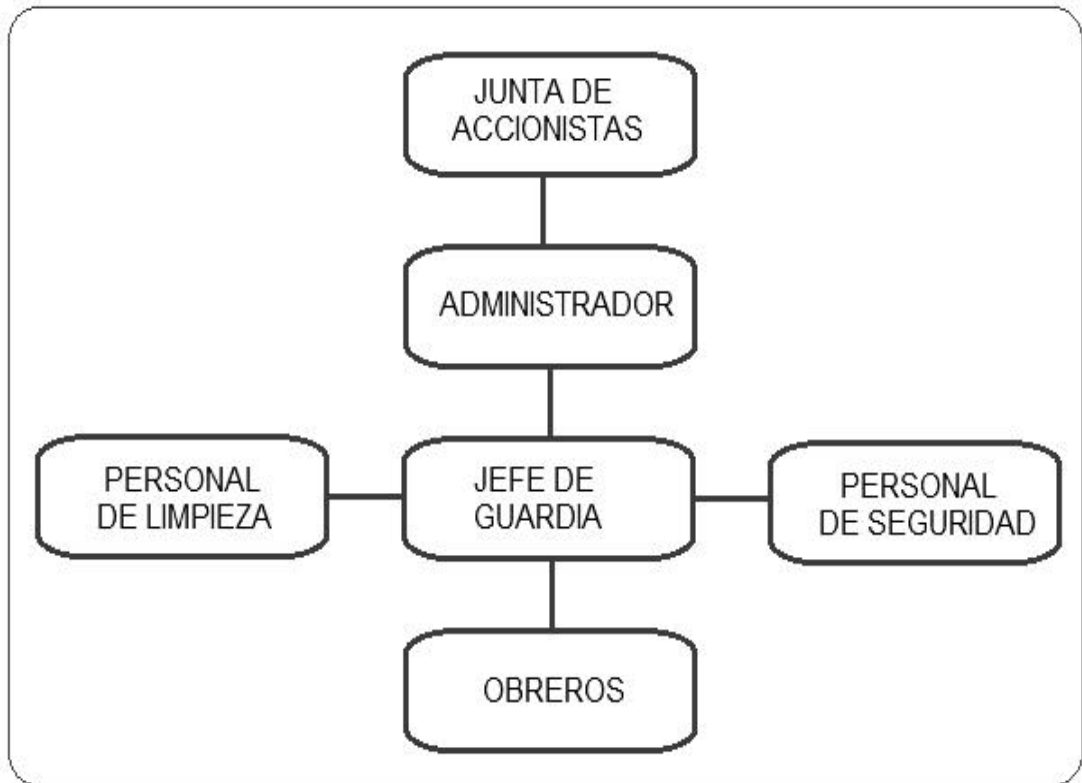 JUNTA DE
ACCIONISTAS
ADMINISTRADOR
PERSONAL
DE LIMPIEZA
JEFE DE
GUARDIA
PERSONAL
DE SEGURIDAD
OBREROS